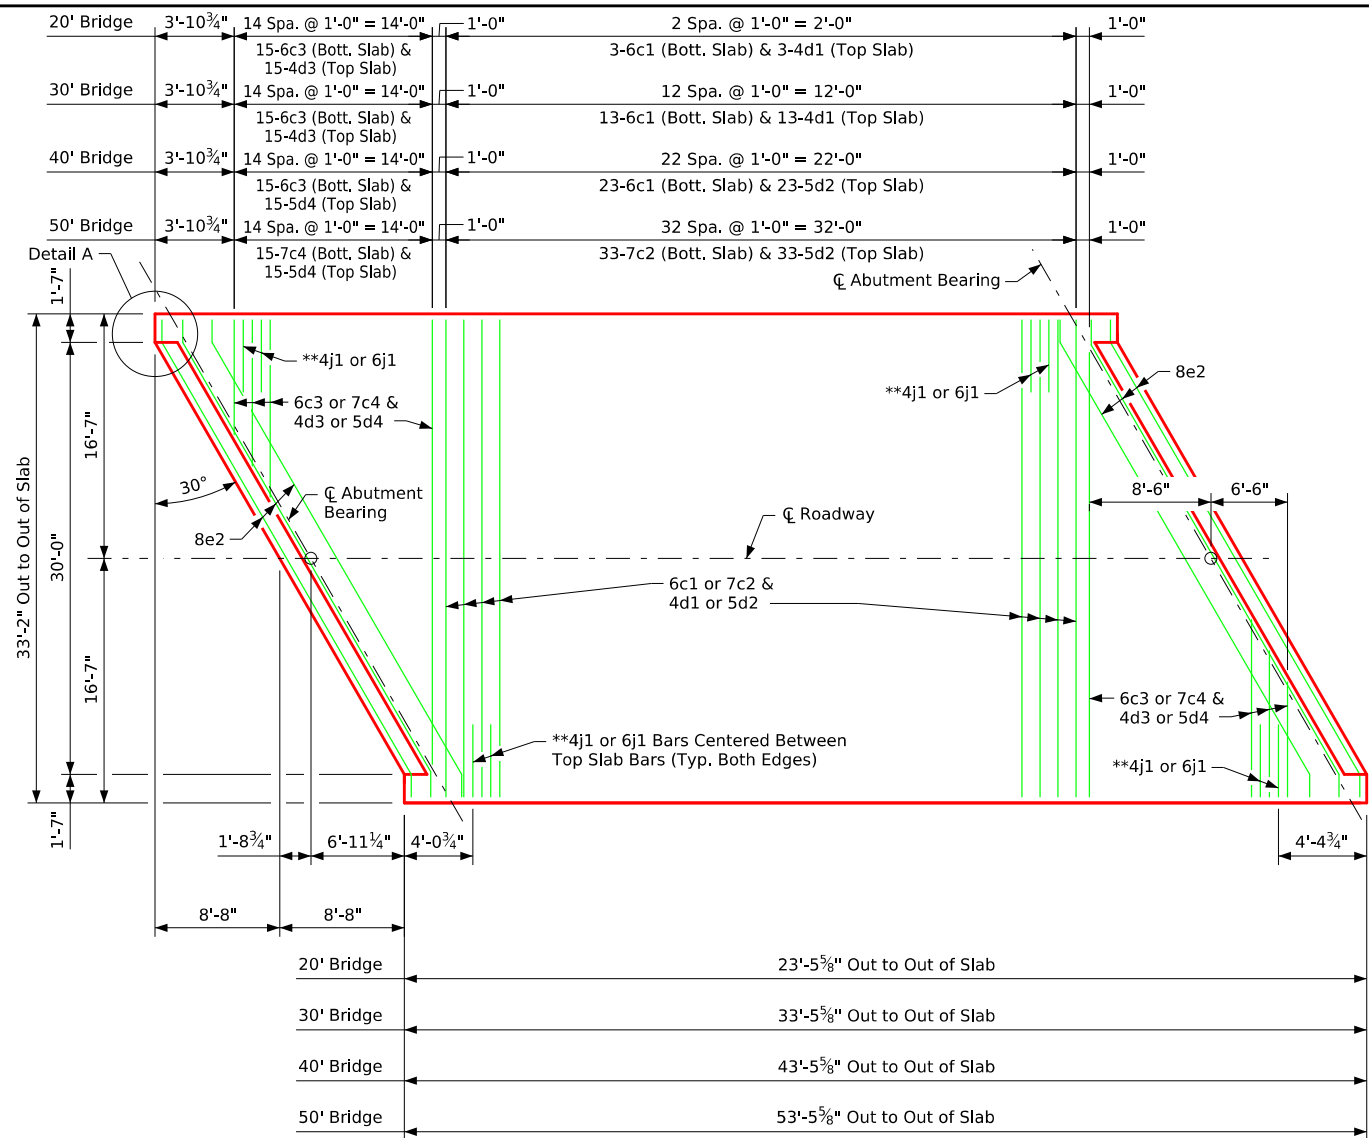 20' Bridge 3'-10¾" 14 Spa. @ 1'-0" = 14'-0" 1'-0" 2 Spa. @ 1'-0" = 2'-0" 1'-0"
15-6c3 (Bott. Slab) &
15-4d3 (Top Slab)
3-6c1 (Bott. Slab) & 3-4d1 (Top Slab)
30' Bridge 3'-10¾" 14 Spa. @ 1'-0" = 14'-0" 1'-0" 12 Spa. @ 1'-0" = 12'-0" 1'-0"
15-6c3 (Bott. Slab) &
15-4d3 (Top Slab)
13-6c1 (Bott. Slab) & 13-4d1 (Top Slab)
40' Bridge 3'-10¾" 14 Spa. @ 1'-0" = 14'-0" 1'-0" 22 Spa. @ 1'-0" = 22'-0" 1'-0"
15-6c3 (Bott. Slab) &
15-5d4 (Top Slab)
23-6c1 (Bott. Slab) & 23-5d2 (Top Slab)
50' Bridge 3'-10¾" 14 Spa. @ 1'-0" = 14'-0" 1'-0" 32 Spa. @ 1'-0" = 32'-0" 1'-0"
15-7c4 (Bott. Slab) &
15-5d4 (Top Slab)
33-7c2 (Bott. Slab) & 33-5d2 (Top Slab)
Detail A
℄ Abutment Bearing
1'-7"
**4j1 or 6j1
**4j1 or 6j1
8e2
6c3 or 7c4 &
4d3 or 5d4
16'-7"
30°
℄ Abutment
Bearing
8e2
8'-6" 6'-6"
℄ Roadway
33'-2" Out to Out of Slab
30'-0"
6c1 or 7c2 &
4d1 or 5d2
16'-7"
6c3 or 7c4 &
4d3 or 5d4
**4j1 or 6j1 Bars Centered Between
Top Slab Bars (Typ. Both Edges)
**4j1 or 6j1
1'-7"
1'-8¾" 6'-11¼" 4'-0¾" 4'-4¾"
8'-8" 8'-8"
20' Bridge 23'-5⅝" Out to Out of Slab
30' Bridge 33'-5⅝" Out to Out of Slab
40' Bridge 43'-5⅝" Out to Out of Slab
50' Bridge 53'-5⅝" Out to Out of Slab